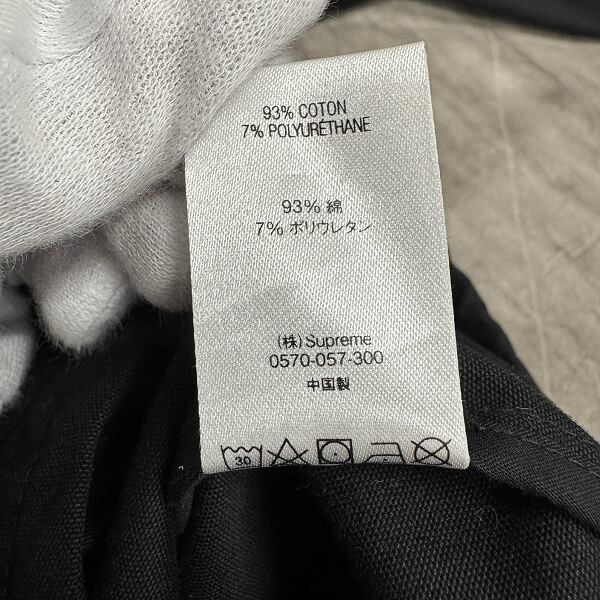 93% COTON
7% POLYURÉTHANE
93% 綿
7% ポリウレタン
(株) Supreme
0570-057-300
中国製
30